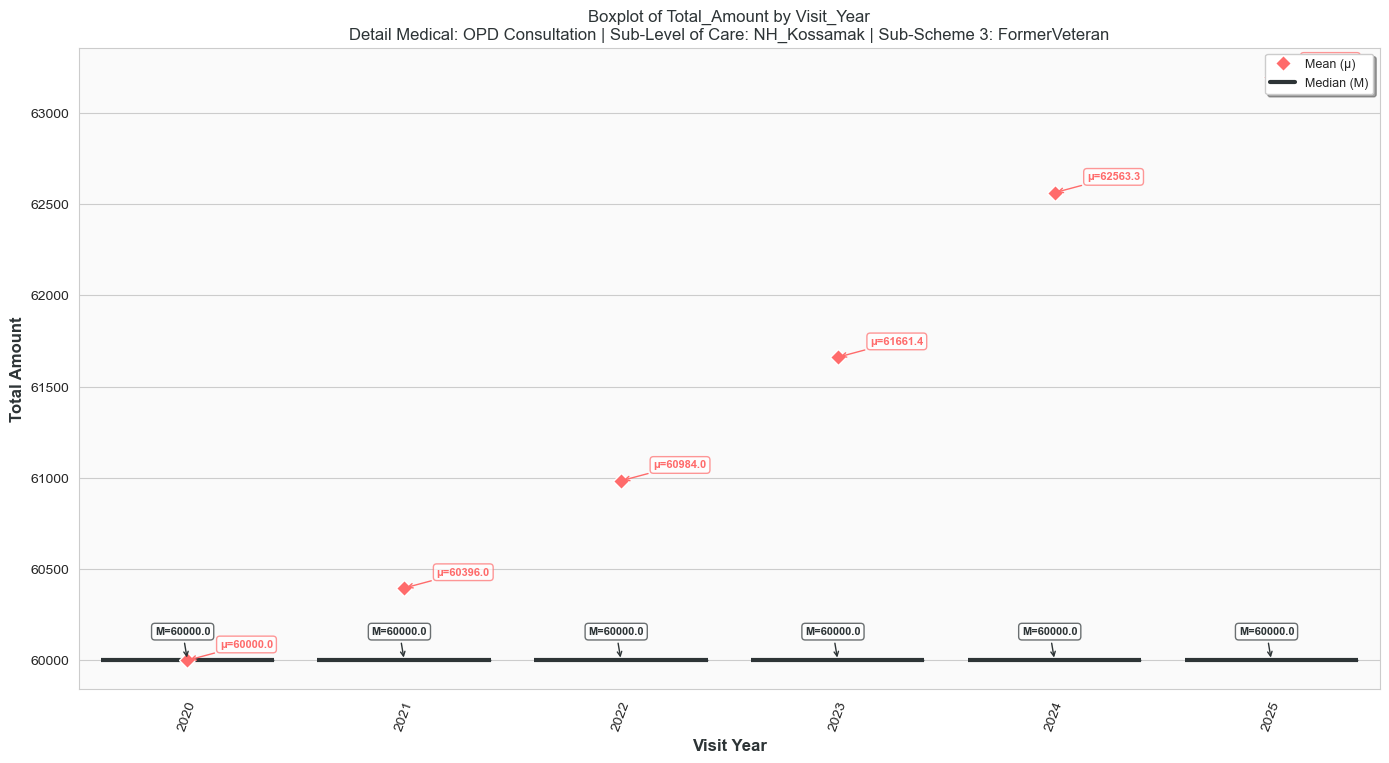 Boxplot of Total_Amount by Visit_Year
Detail Medical: OPD Consultation | Sub-Level of Care: NH_Kossamak | Sub-Scheme 3: FormerVeteran
Mean (μ)
Median (M)
Total Amount
63000
62500
62000
61500
61000
60500
60000
μ=62563.3
μ=61661.4
μ=60984.0
μ=60396.0
μ=60000.0
M=60000.0
M=60000.0
M=60000.0
M=60000.0
M=60000.0
M=60000.0
2020
2021
2022
2023
2024
2025
Visit Year